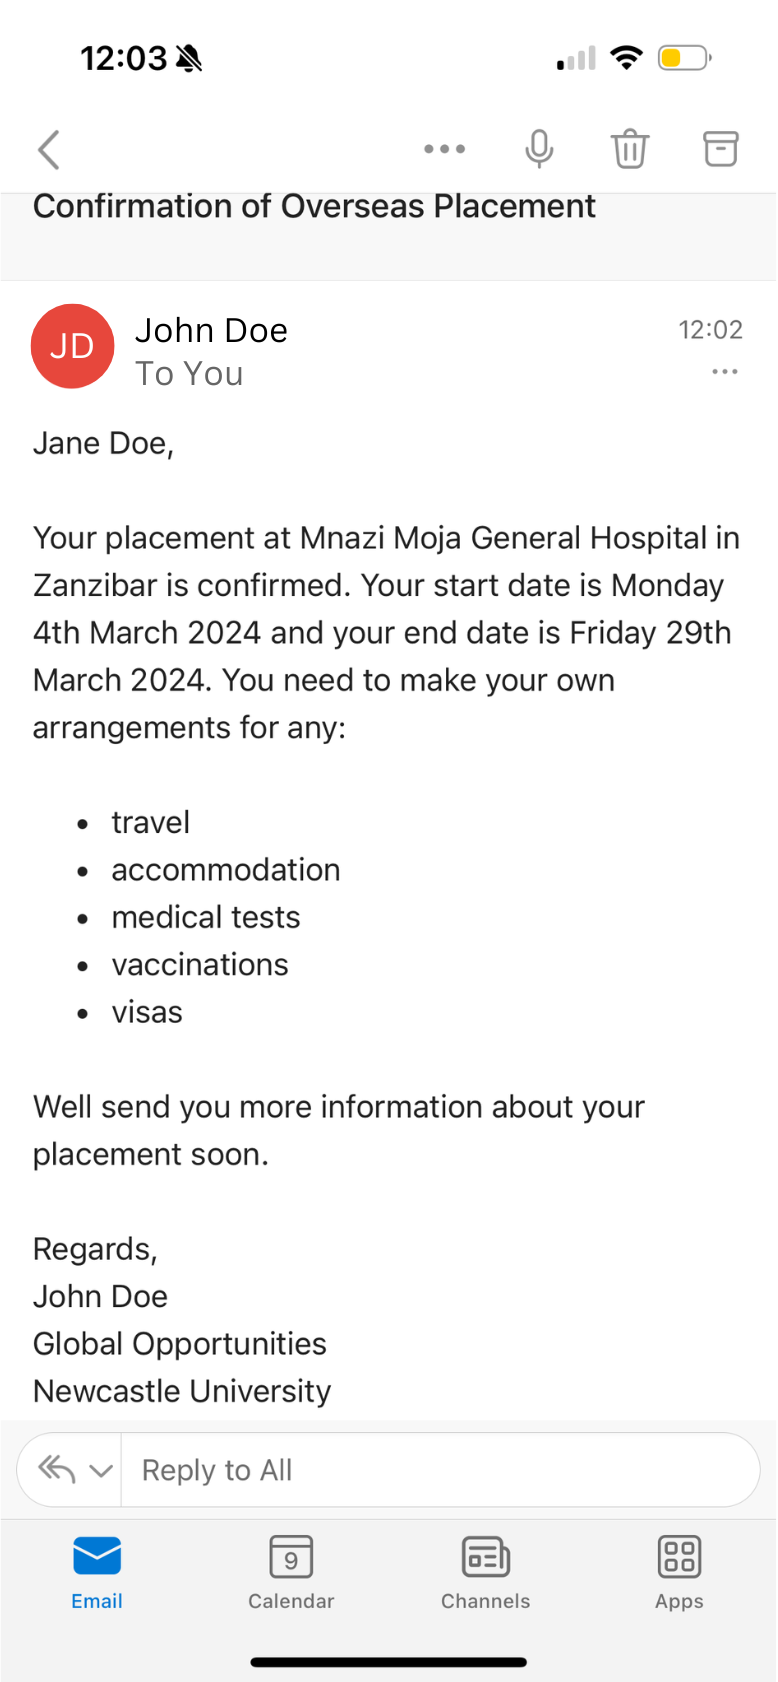 12:03
Confirmation of Overseas Placement
JD
John Doe
12:02
To You
Jane Doe,
Your placement at Mnazi Moja General Hospital in
Zanzibar is confirmed. Your start date is Monday
4th March 2024 and your end date is Friday 29th
March 2024. You need to make your own
arrangements for any:
• travel
• accommodation
• medical tests
• vaccinations
• visas
Well send you more information about your
placement soon.
Regards,
John Doe
Global Opportunities
Newcastle University
Reply to All
9
Email
Calendar
Channels
Apps